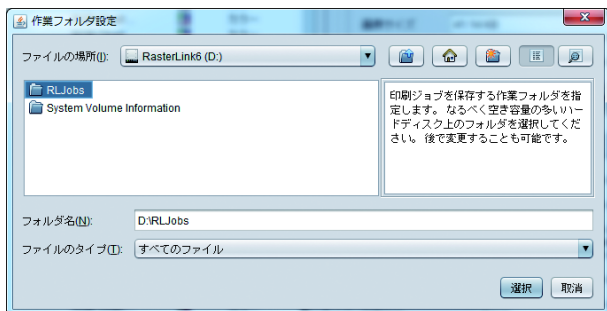 作業フォルダ設定
ファイルの場所(I): RasterLink6 (D:)
RLJobs
System Volume Information
印刷ジョブを保存する作業フォルダを指
定します。なるべく空き容量の多いハー
ドディスク上のフォルダを選択してくだ
さい。後で変更することも可能です。
フォルダ名(N): D:\RLJobs
ファイルのタイプ(T): すべてのファイル
選択 取消